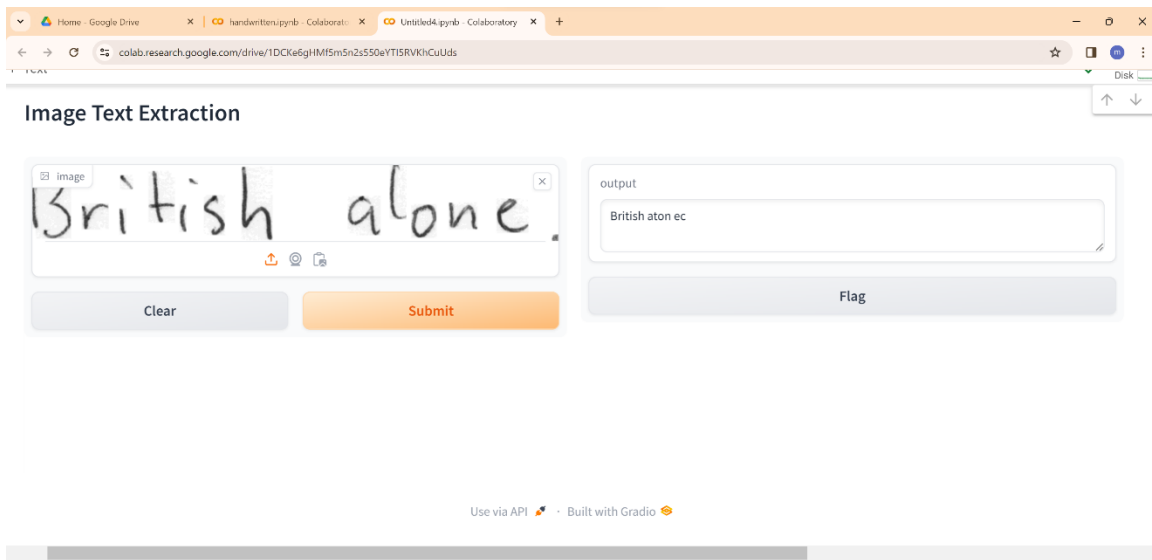 Home - Google Drive
handwritten.ipynb - Colaborato
Untitled4.ipynb - Colaboratory
colab.research.google.com/drive/1DCKe6gHMf5m5n2s550eYTI5RVKhCuUds
m
Text
Disk
Image Text Extraction
image
British alone.
output
British aton ec
Clear
Submit
Flag
Use via API · Built with Gradio